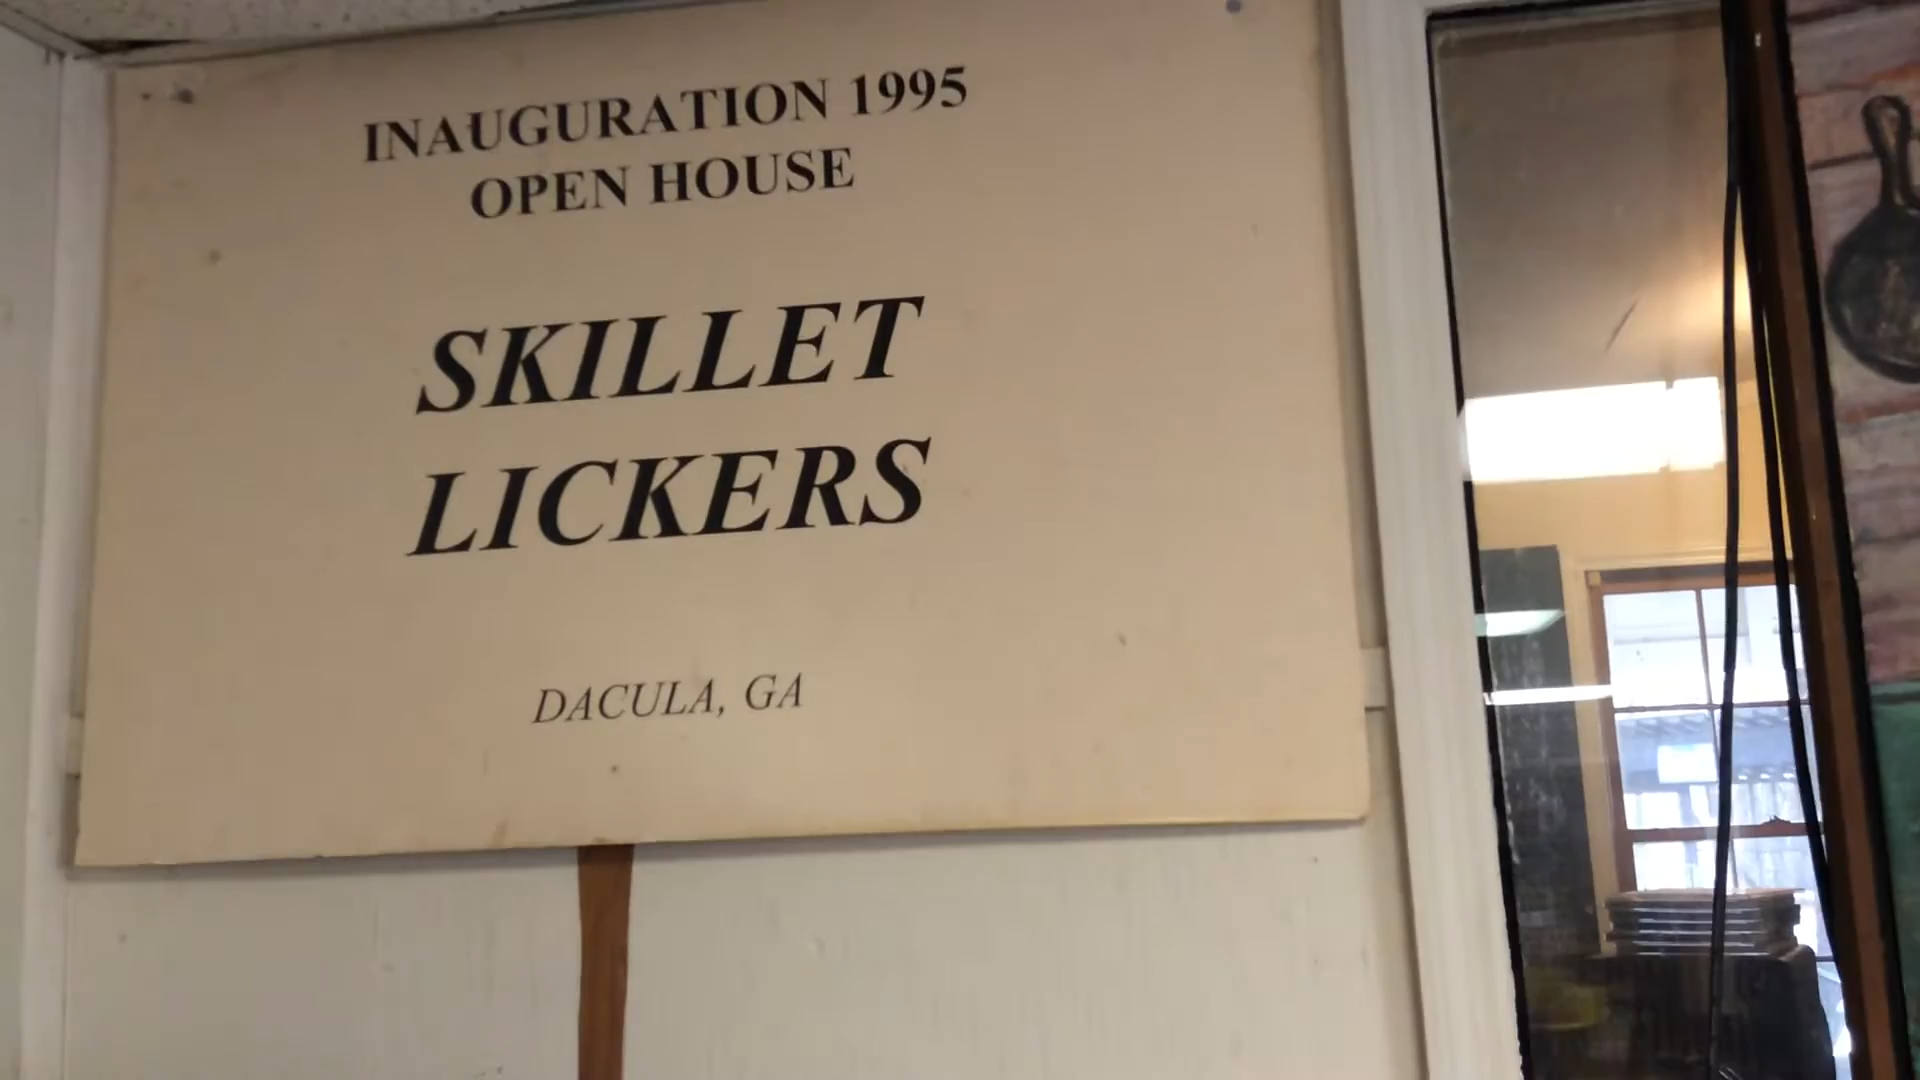 INAUGURATION 1995
OPEN HOUSE
SKILLET
LICKERS
DACULA, GA